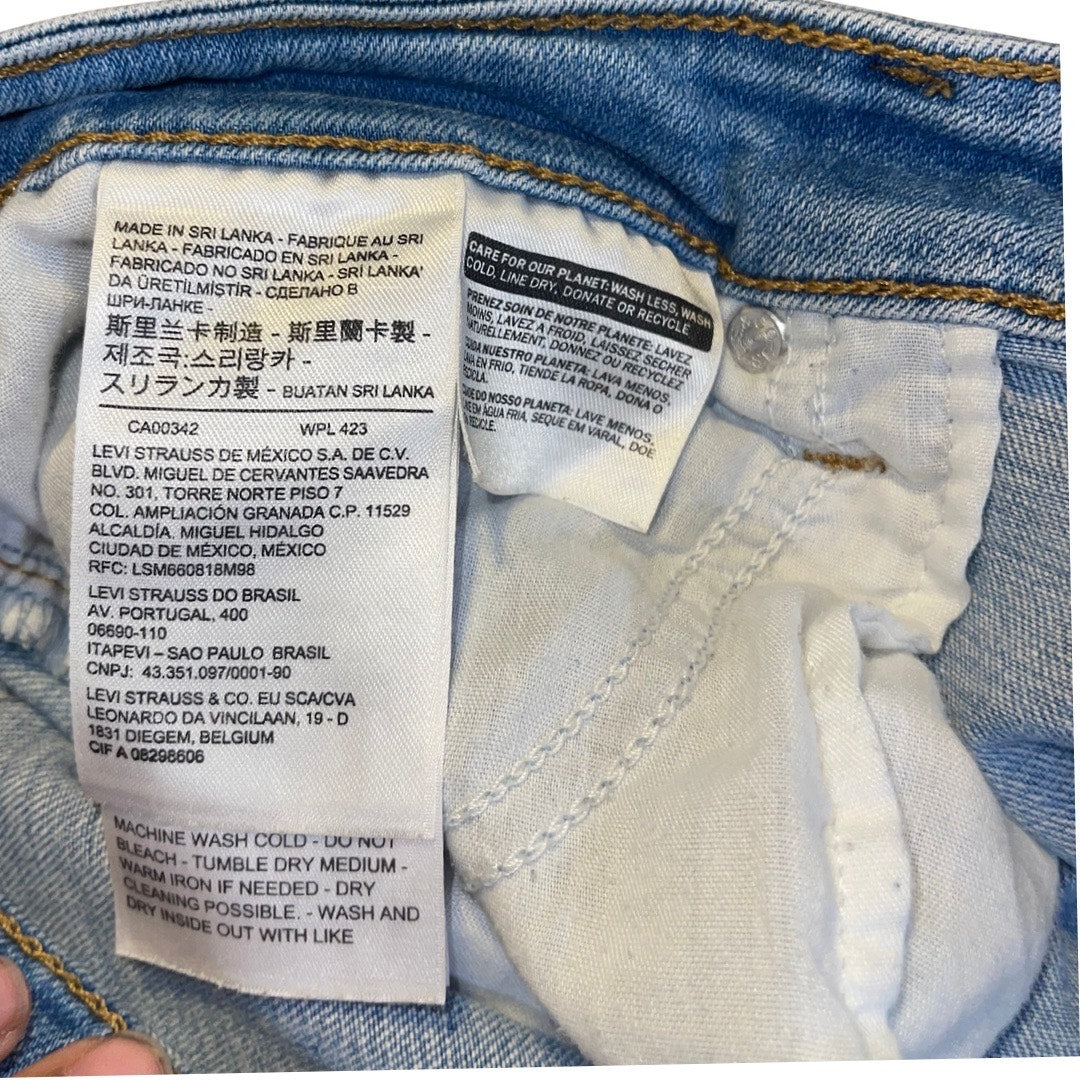 MADE IN SRI LANKA - FABRIQUE AU SRI
LANKA - FABRICADO EN SRI LANKA -
FABRICADO NO SRI LANKA - SRİ LANKA'
DA ÜRETİLMİŞTİR - СДЕЛАНО В
ШРИ-ЛАНКЕ -
斯里兰卡制造 - 斯里蘭卡製 -
제조국:스리랑카 -
スリランカ製 - BUATAN SRI LANKA
CA00342 WPL 423
LEVI STRAUSS DE MÉXICO S.A. DE C.V.
BLVD. MIGUEL DE CERVANTES SAAVEDRA
NO. 301, TORRE NORTE PISO 7
COL. AMPLIACIÓN GRANADA C.P. 11529
ALCALDÍA. MIGUEL HIDALGO
CIUDAD DE MÉXICO, MÉXICO
RFC: LSM660818M98
LEVI STRAUSS DO BRASIL
AV. PORTUGAL, 400
06690-110
ITAPEVI – SAO PAULO BRASIL
CNPJ: 43.351.097/0001-90
LEVI STRAUSS & CO. EU SCA/CVA
LEONARDO DA VINCILAAN, 19 - D
1831 DIEGEM, BELGIUM
CIF A 08298606
MACHINE WASH COLD - DO NOT
BLEACH - TUMBLE DRY MEDIUM -
WARM IRON IF NEEDED - DRY
CLEANING POSSIBLE. - WASH AND
DRY INSIDE OUT WITH LIKE
CARE FOR OUR PLANET: WASH LESS, WASH
COLD, LINE DRY, DONATE OR RECYCLE
PRENEZ SOIN DE NOTRE PLANETE: LAVEZ
MOINS, LAVEZ A FROID, LAISSEZ SECHER
NATURELLEMENT, DONNEZ OU RECYCLEZ
CUIDA NUESTRO PLANETA: LAVA MENOS,
LAVA EN FRIO, TIENDE LA ROPA, DONA O
RECICLA.
CUIDE DO NOSSO PLANETA: LAVE MENOS,
LAVE EM ÁGUA FRIA, SEQUE EM VARAL, DOE
OU RECICLE.